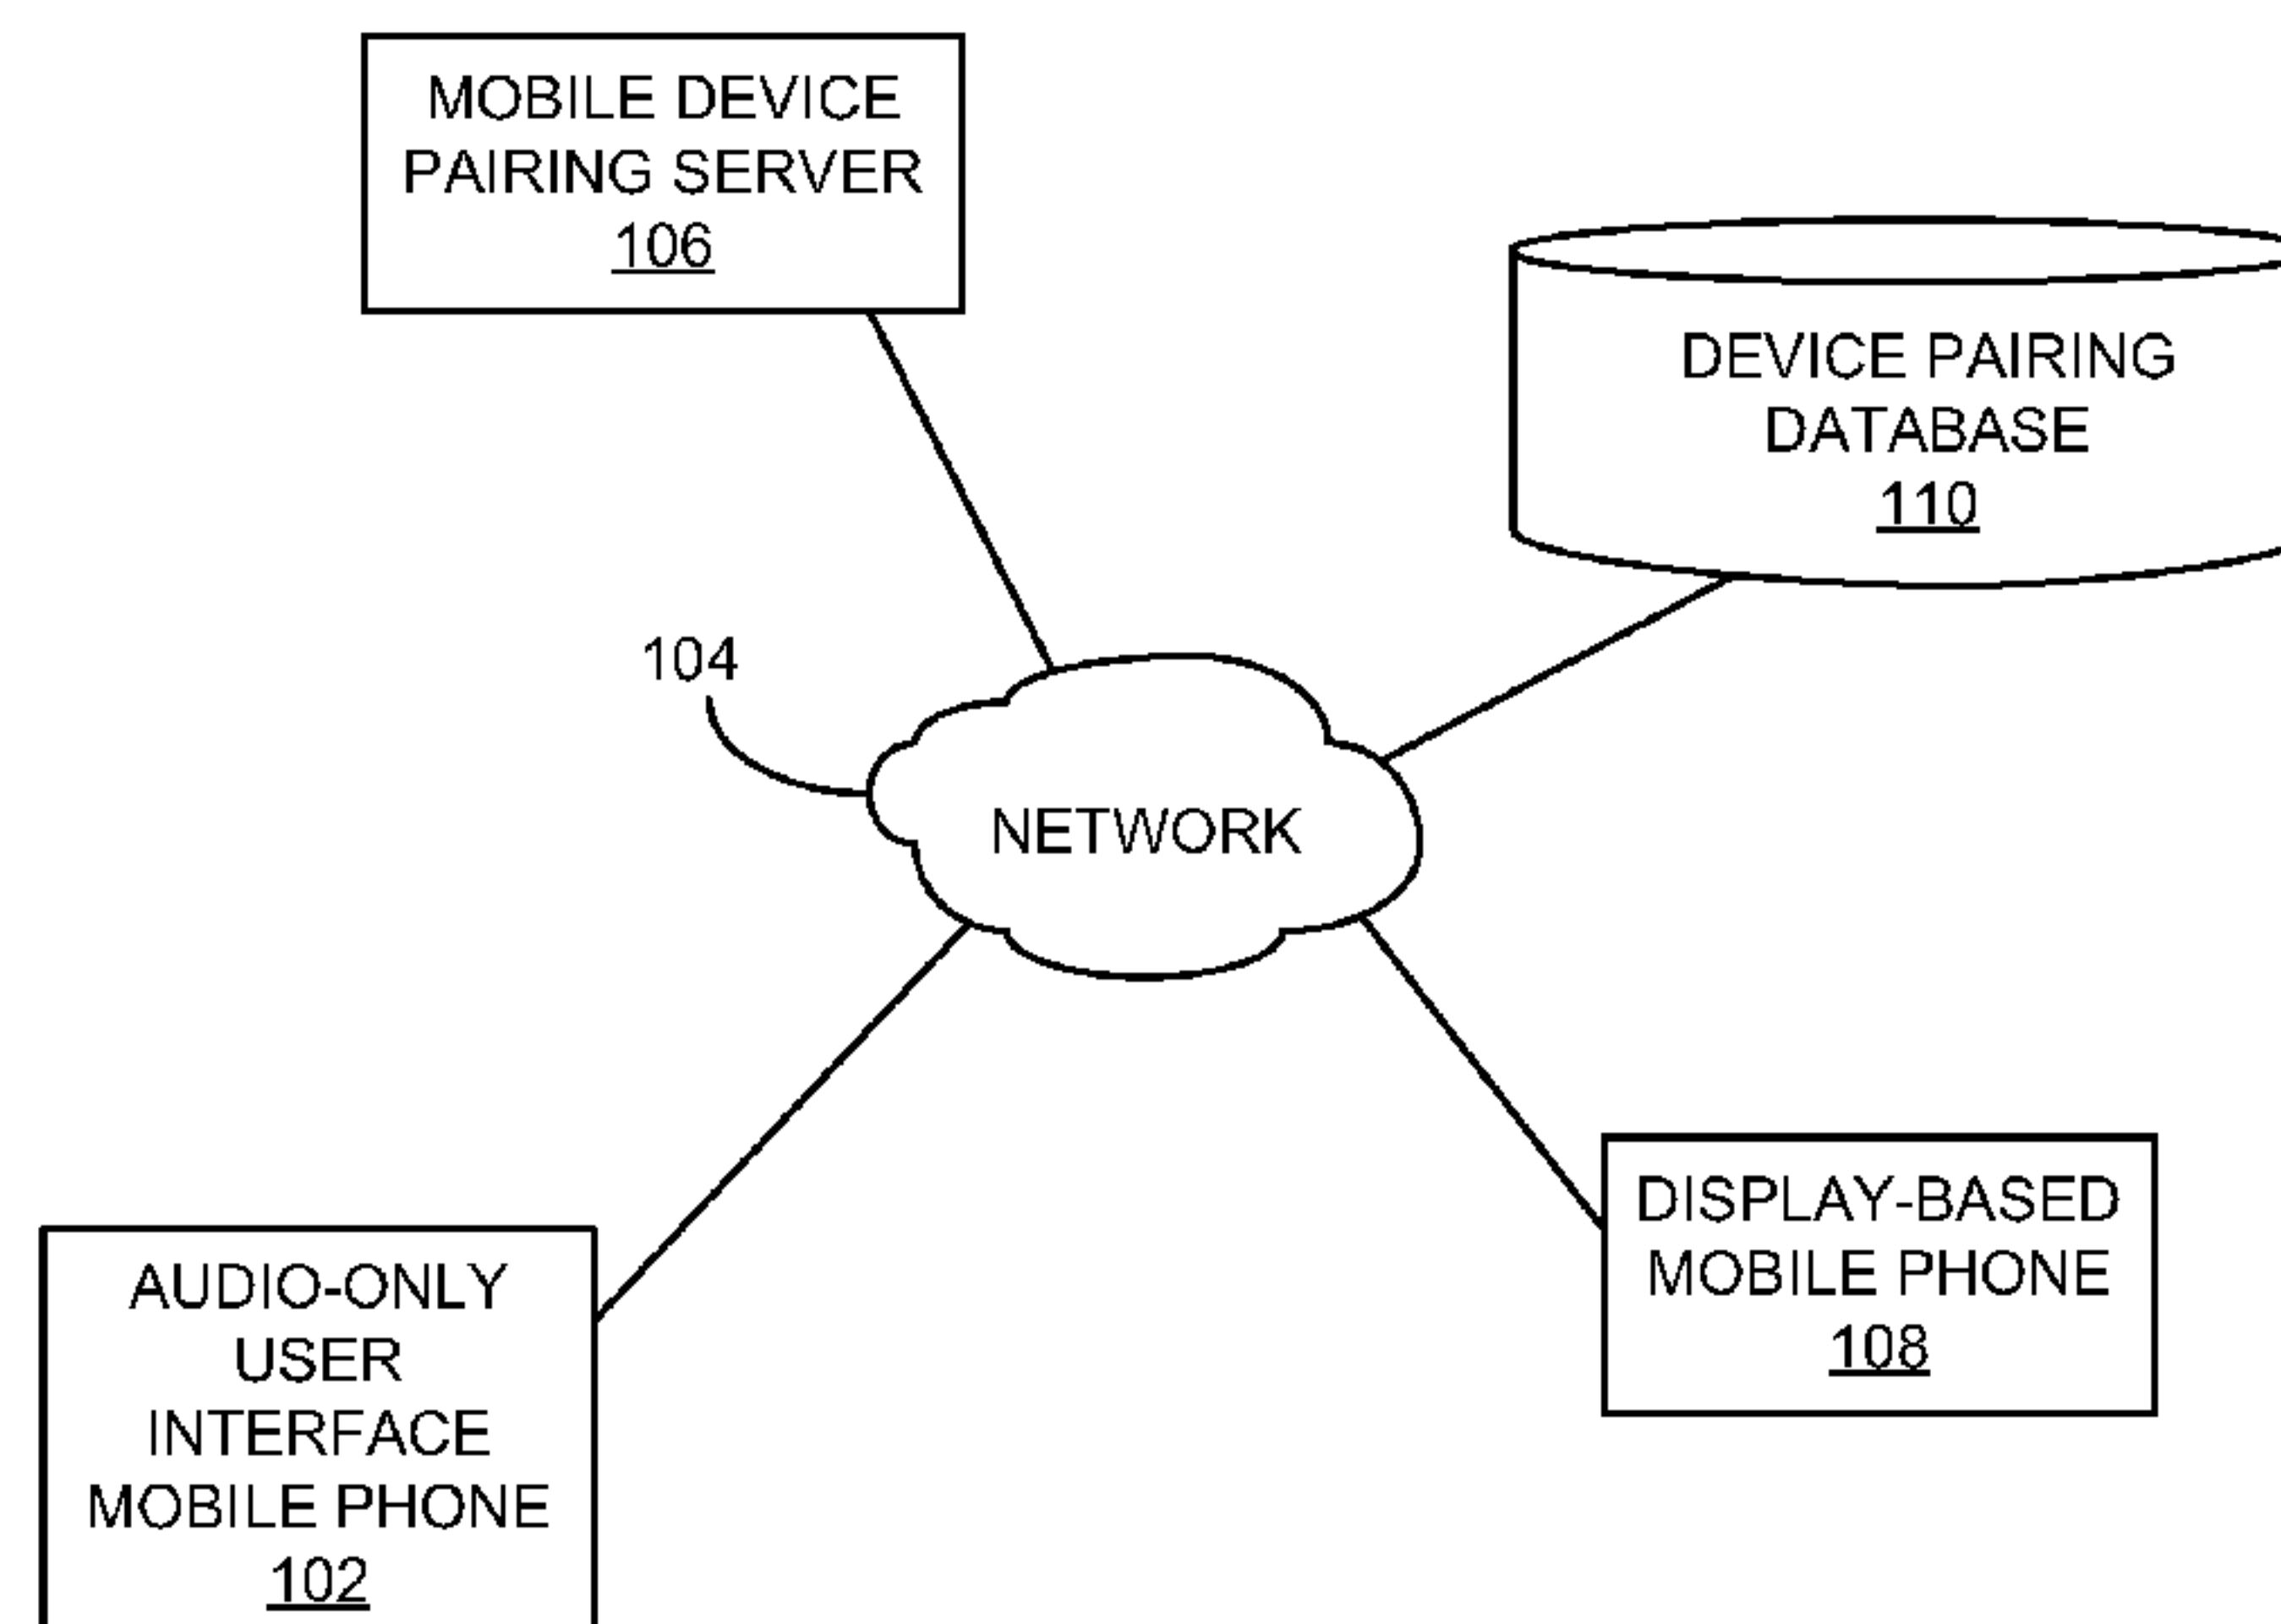 MOBILE DEVICE
PAIRING SERVER
106
DEVICE PAIRING
DATABASE
110
104
NETWORK
DISPLAY-BASED
MOBILE PHONE
108
AUDIO-ONLY
USER
INTERFACE
MOBILE PHONE
102